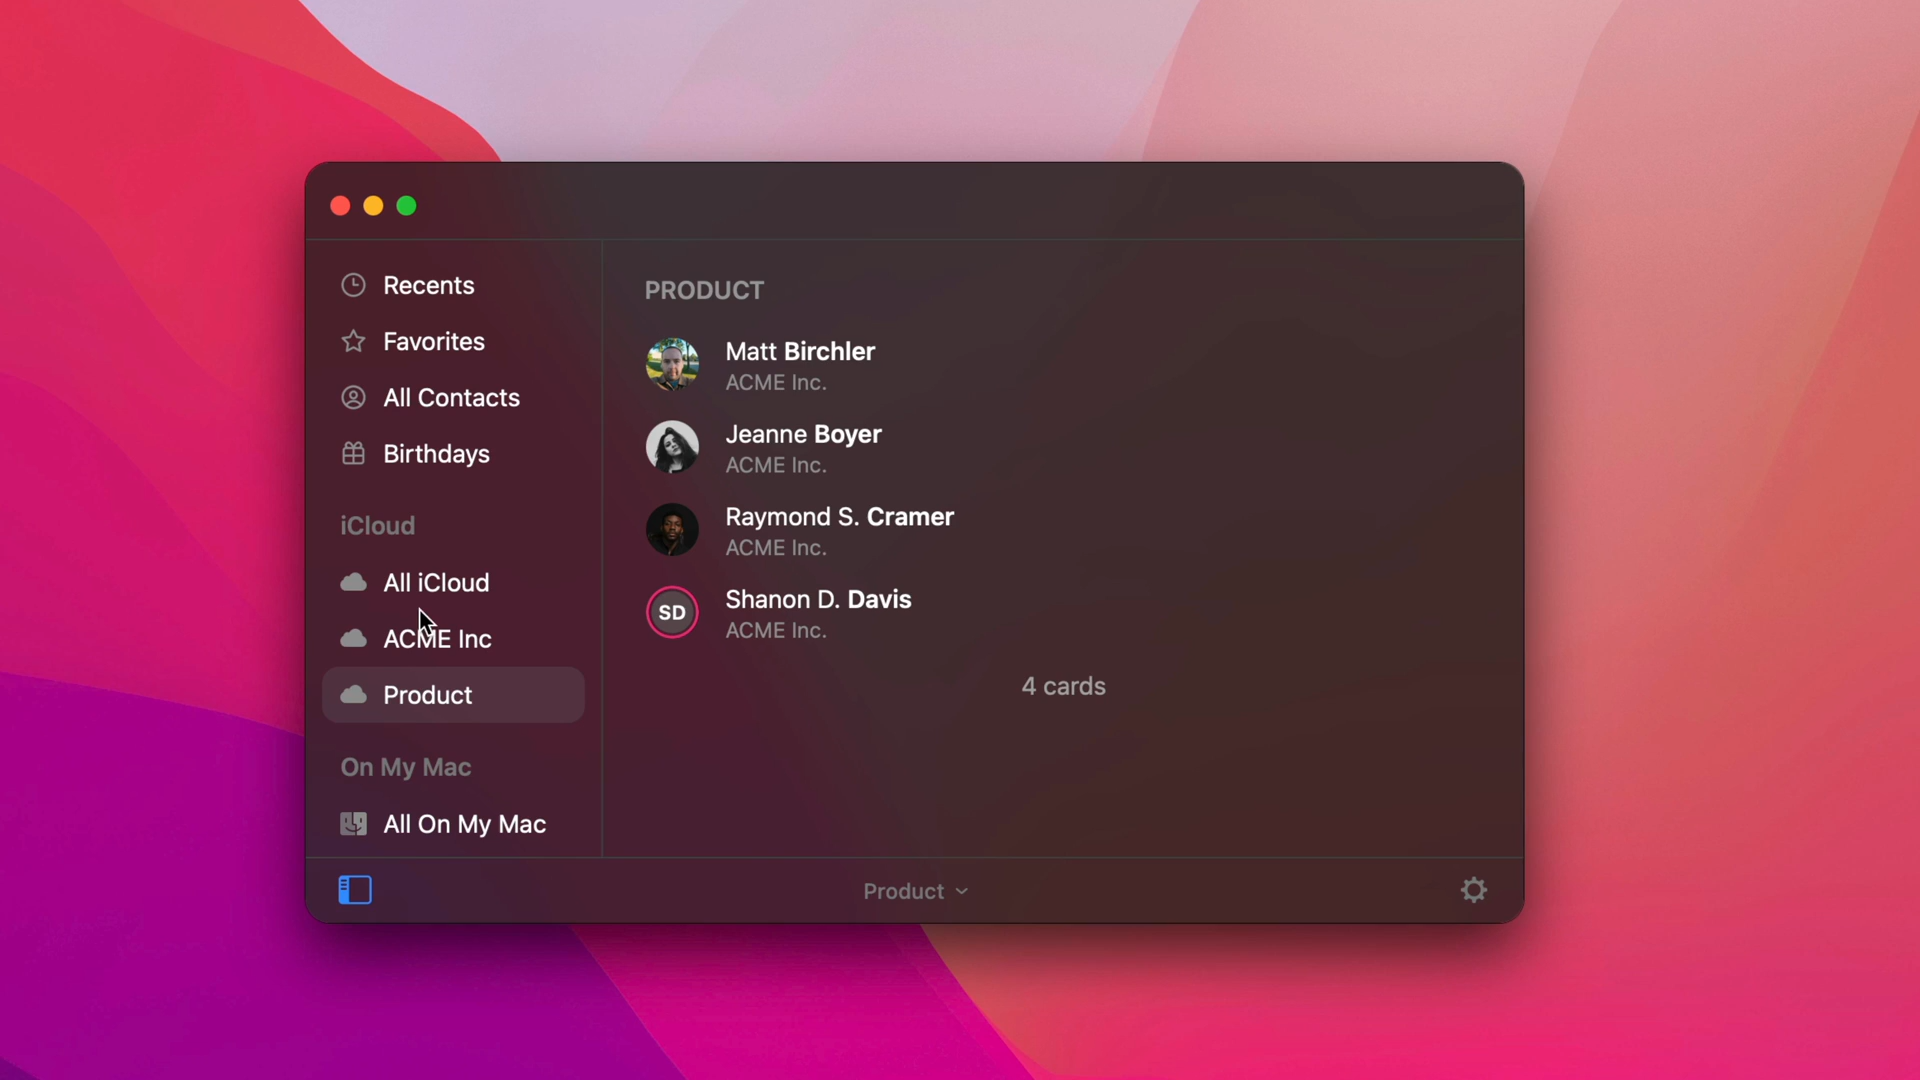 Recents
Favorites
All Contacts
Birthdays
iCloud
All iCloud
ACME Inc
Product
On My Mac
All On My Mac
PRODUCT
Matt Birchler
ACME Inc.
Jeanne Boyer
ACME Inc.
Raymond S. Cramer
ACME Inc.
SD
Shanon D. Davis
ACME Inc.
4 cards
Product